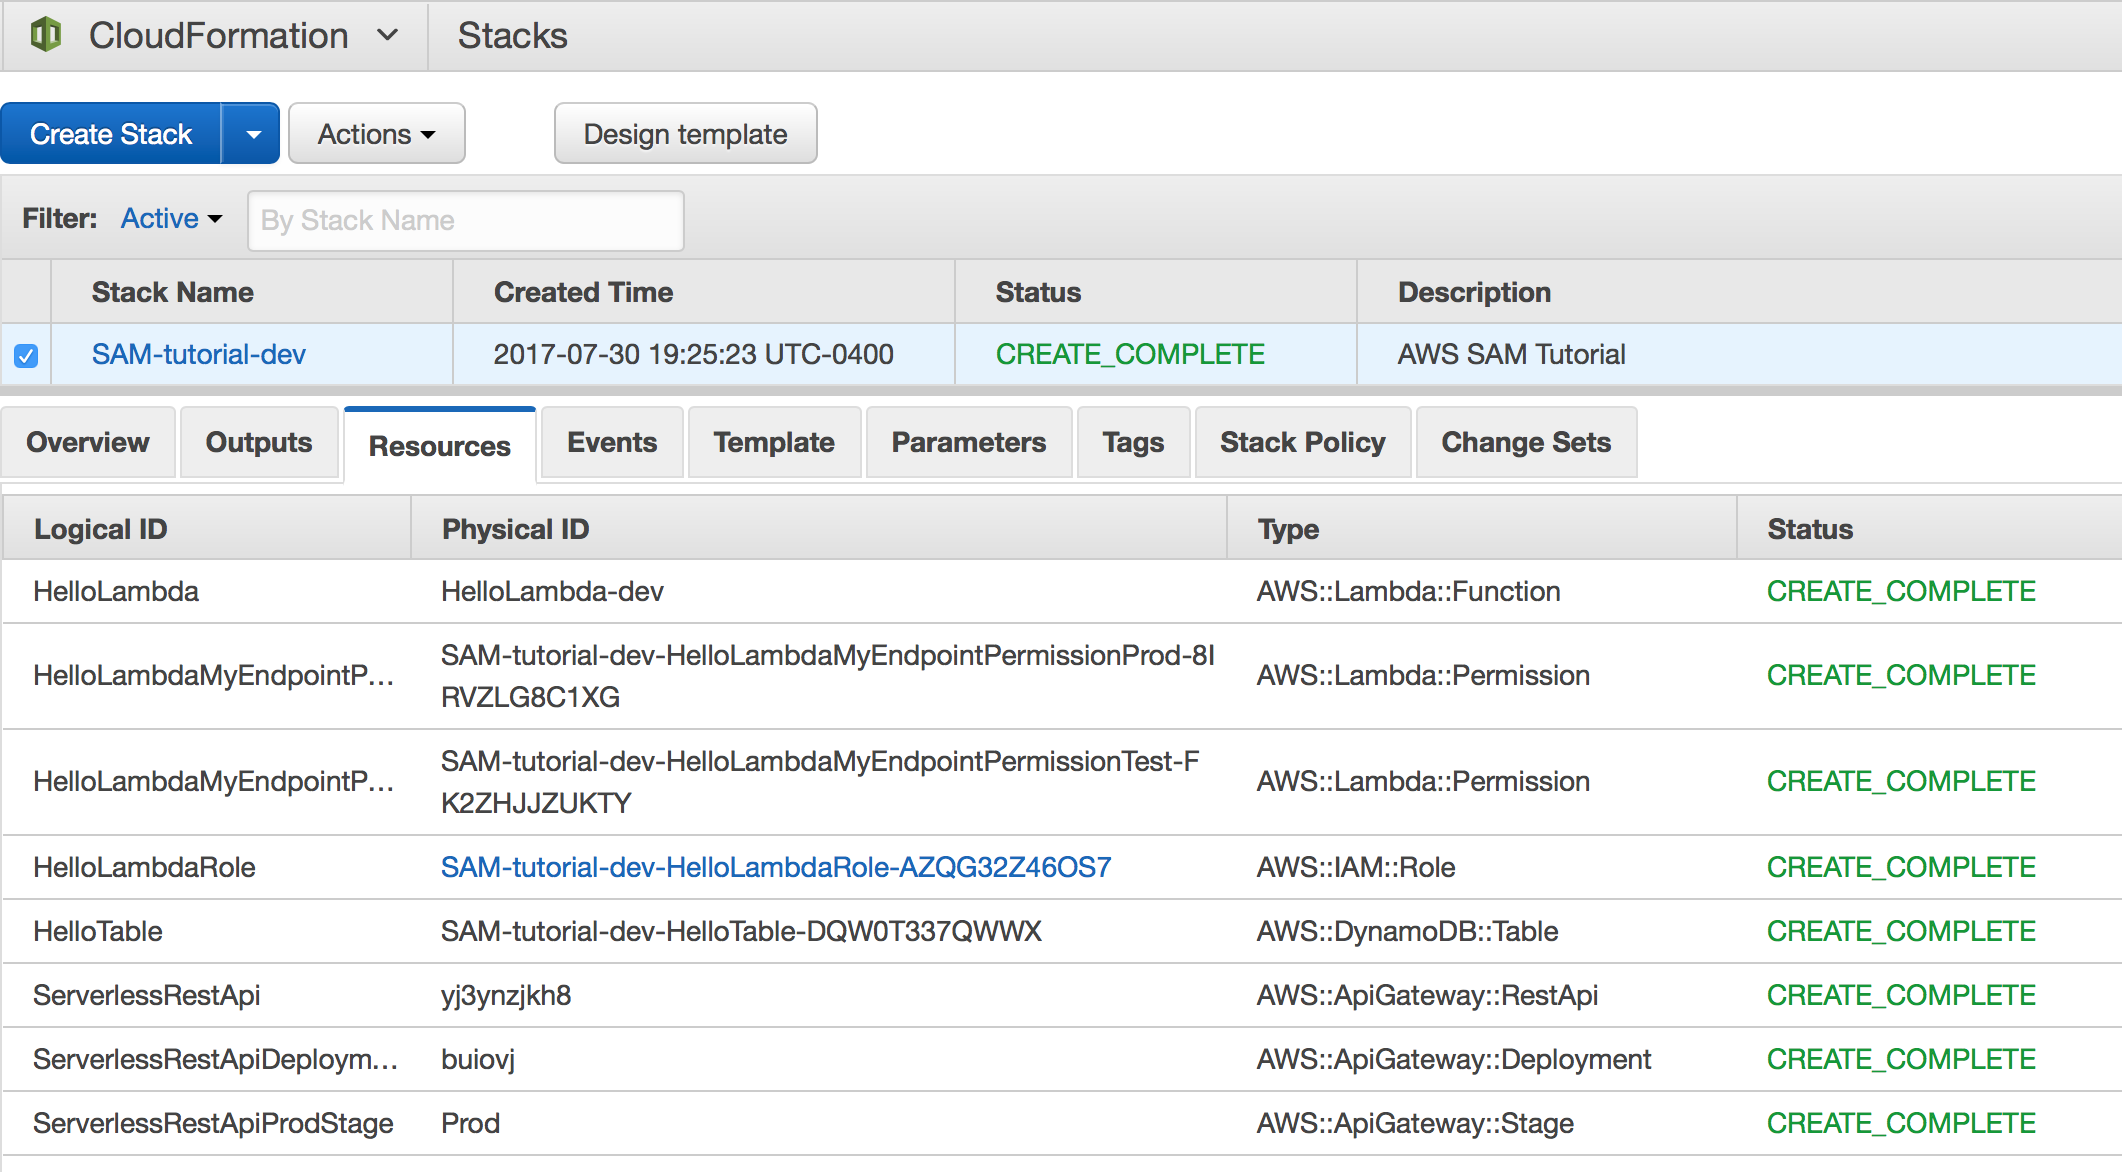 CloudFormation Stacks
Create Stack Actions Design template
Filter: Active By Stack Name
Stack Name Created Time Status Description
SAM-tutorial-dev 2017-07-30 19:25:23 UTC-0400 CREATE_COMPLETE AWS SAM Tutorial
Overview Outputs Resources Events Template Parameters Tags Stack Policy Change Sets
Logical ID Physical ID Type Status
HelloLambda HelloLambda-dev AWS::Lambda::Function CREATE_COMPLETE
HelloLambdaMyEndpointP... SAM-tutorial-dev-HelloLambdaMyEndpointPermissionProd-8I
RVZLG8C1XG AWS::Lambda::Permission CREATE_COMPLETE
HelloLambdaMyEndpointP... SAM-tutorial-dev-HelloLambdaMyEndpointPermissionTest-F
K2ZHJJZUKTY AWS::Lambda::Permission CREATE_COMPLETE
HelloLambdaRole SAM-tutorial-dev-HelloLambdaRole-AZQG32Z46OS7 AWS::IAM::Role CREATE_COMPLETE
HelloTable SAM-tutorial-dev-HelloTable-DQW0T337QWWX AWS::DynamoDB::Table CREATE_COMPLETE
ServerlessRestApi yj3ynzjkh8 AWS::ApiGateway::RestApi CREATE_COMPLETE
ServerlessRestApiDeploym... buiovj AWS::ApiGateway::Deployment CREATE_COMPLETE
ServerlessRestApiProdStage Prod AWS::ApiGateway::Stage CREATE_COMPLETE